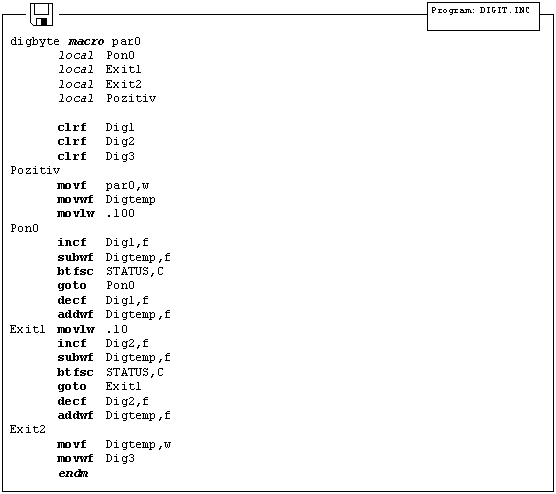 Program: DIGIT.INC
digbyte macro par0
local Pon0
local Exit1
local Exit2
local Pozitiv
clrf Dig1
clrf Dig2
clrf Dig3
Pozitiv
movf par0,w
movwf Digtemp
movlw .100
Pon0
incf Dig1,f
subwf Digtemp,f
btfsc STATUS,C
goto Pon0
decf Dig1,f
addwf Digtemp,f
Exit1 movlw .10
incf Dig2,f
subwf Digtemp,f
btfsc STATUS,C
goto Exit1
decf Dig2,f
addwf Digtemp,f
Exit2
movf Digtemp,w
movwf Dig3
endm